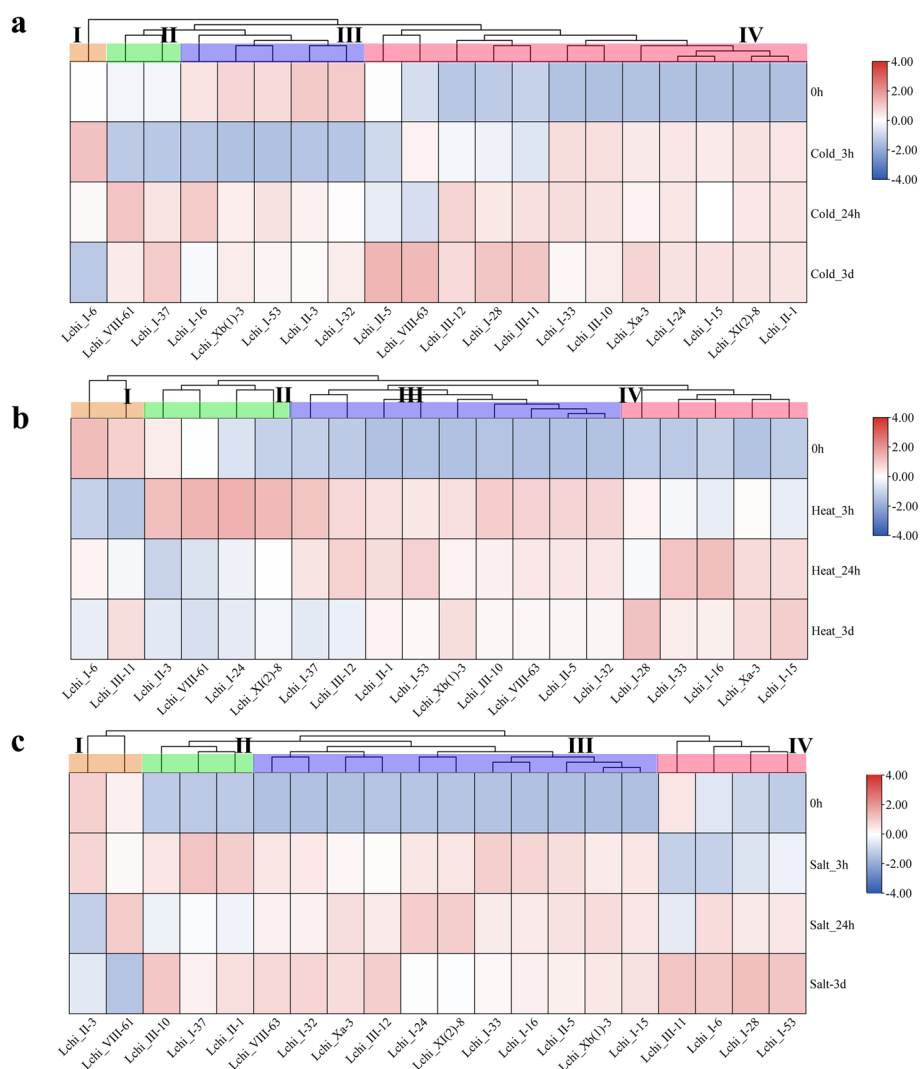 a
I
II
III
IV
0h
Cold_3h
Cold_24h
Cold_3d
4.00
2.00
0.00
-2.00
-4.00
Lchi_I-6
Lchi_VIII-61
Lchi_I-37
Lchi_I-16
Lchi_Xb(1)-3
Lchi_I-53
Lchi_II-3
Lchi_I-32
Lchi_II-5
Lchi_VIII-63
Lchi_III-12
Lchi_I-28
Lchi_III-11
Lchi_I-33
Lchi_III-10
Lchi_Xa-3
Lchi_I-24
Lchi_I-15
Lchi_XI(2)-8
Lchi_II-1
b
I
II
III
IV
0h
Heat_3h
Heat_24h
Heat_3d
4.00
2.00
0.00
-2.00
-4.00
Lchi_I-6
Lchi_III-11
Lchi_II-3
Lchi_VIII-61
Lchi_I-24
Lchi_XI(2)-8
Lchi_I-37
Lchi_III-12
Lchi_II-1
Lchi_I-53
Lchi_Xb(1)-3
Lchi_III-10
Lchi_VIII-63
Lchi_II-5
Lchi_I-32
Lchi_I-28
Lchi_I-33
Lchi_I-16
Lchi_Xa-3
Lchi_I-15
c
I
II
III
IV
0h
Salt_3h
Salt_24h
Salt-3d
4.00
2.00
0.00
-2.00
-4.00
Lchi_II-3
Lchi_VIII-61
Lchi_III-10
Lchi_I-37
Lchi_II-1
Lchi_VIII-63
Lchi_I-32
Lchi_Xa-3
Lchi_III-12
Lchi_I-24
Lchi_XI(2)-8
Lchi_I-33
Lchi_I-16
Lchi_II-5
Lchi_Xb(1)-3
Lchi_I-15
Lchi_III-11
Lchi_I-6
Lchi_I-28
Lchi_I-53